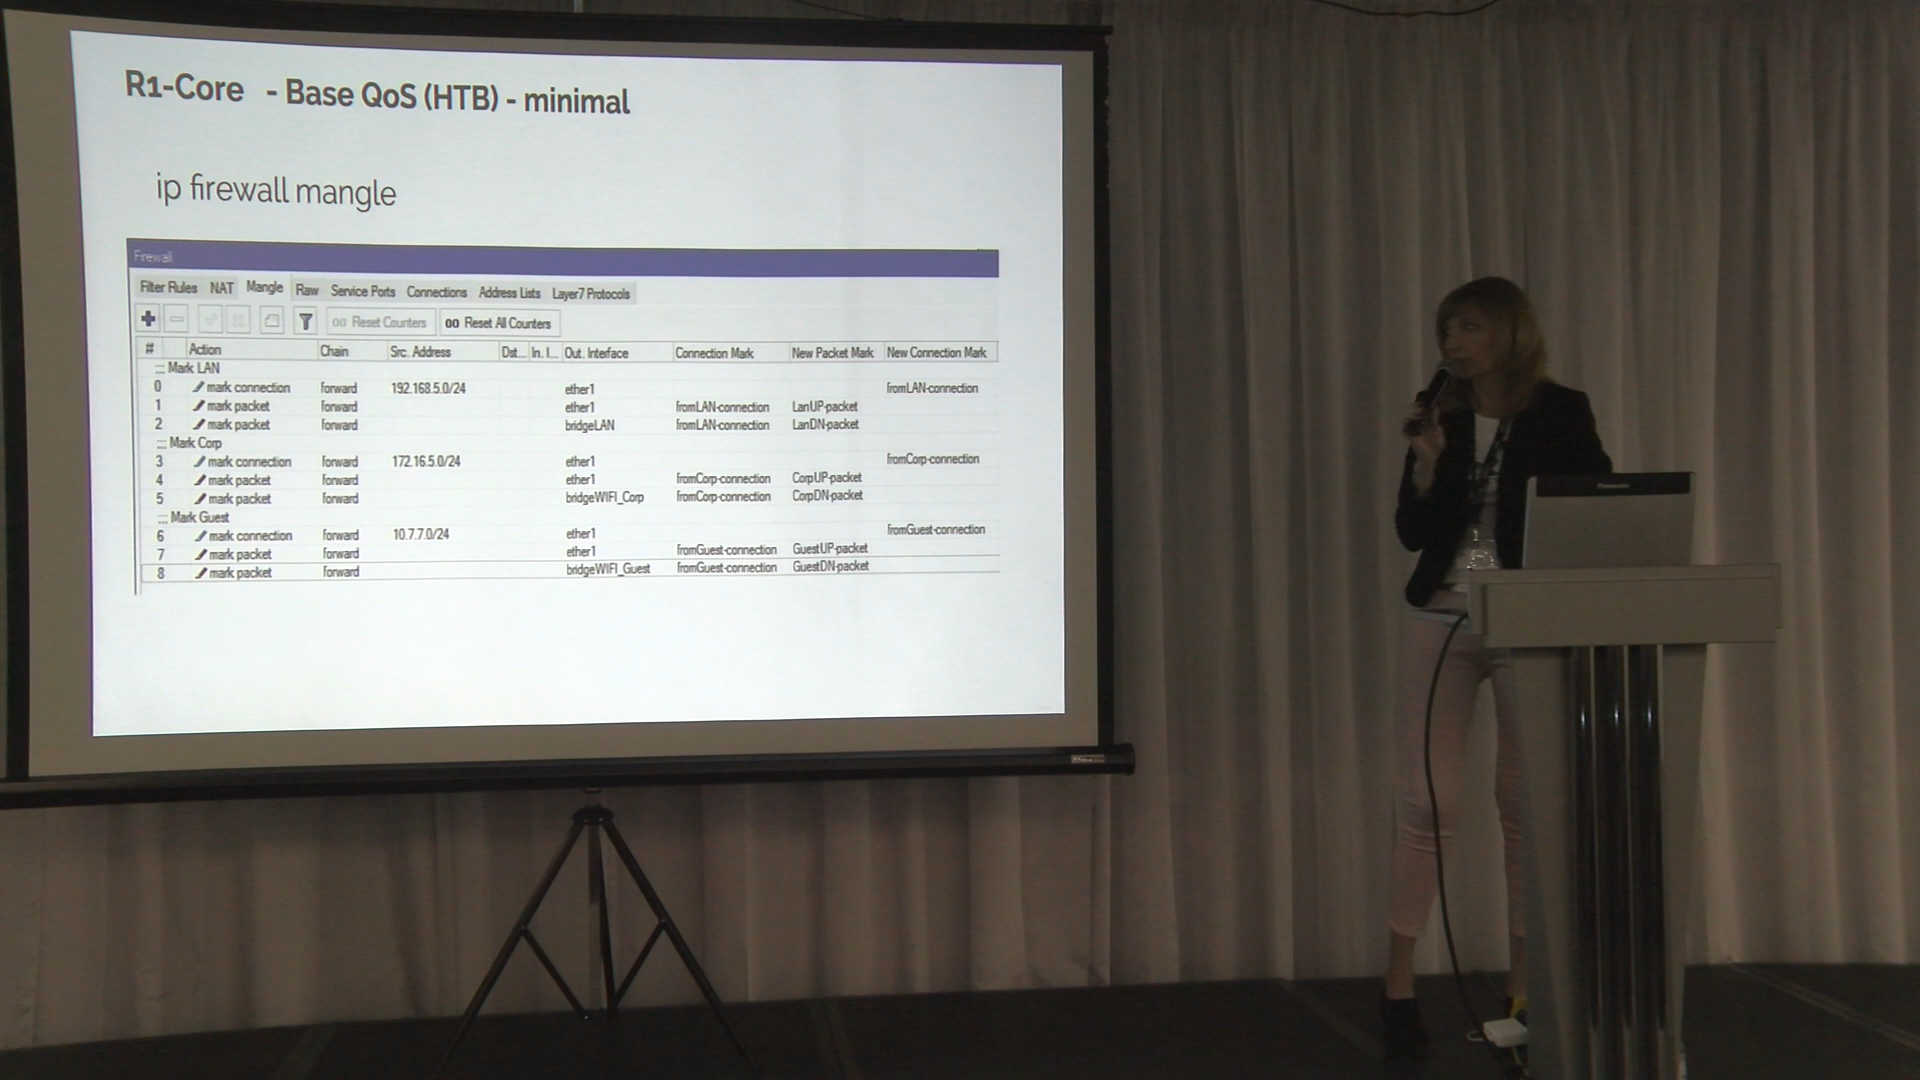 R1-Core - Base QoS (HTB) - minimal
ip firewall mangle
Firewall
Filter Rules NAT Mangle Raw Service Ports Connections Address Lists Layer7 Protocols
00 Reset Counters 00 Reset All Counters
# Action Chain Src. Address Dst... In. I... Out. Interface Connection Mark New Packet Mark New Connection Mark
::: Mark LAN
0 mark connection forward 192.168.5.0/24 ether1 fromLAN-connection
1 mark packet forward ether1 fromLAN-connection LanUP-packet
2 mark packet forward bridgeLAN fromLAN-connection LanDN-packet
::: Mark Corp
3 mark connection forward 172.16.5.0/24 ether1 fromCorp-connection
4 mark packet forward ether1 fromCorp-connection CorpUP-packet
5 mark packet forward bridgeWIFI_Corp fromCorp-connection CorpDN-packet
::: Mark Guest
6 mark connection forward 10.7.7.0/24 ether1 fromGuest-connection
7 mark packet forward ether1 fromGuest-connection GuestUP-packet
8 mark packet forward bridgeWIFI_Guest fromGuest-connection GuestDN-packet
Panasonic